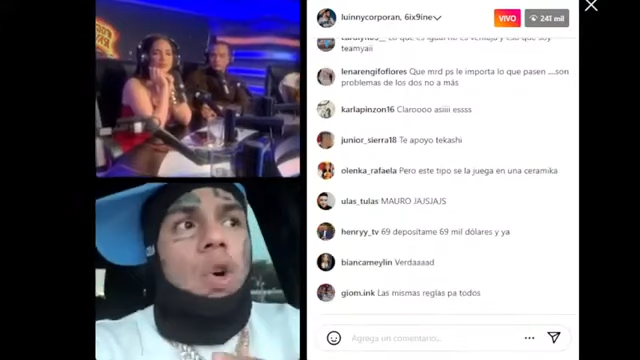 luinnycorpran, 6ix9ine
VIVO
241 mil
teamyaii
lenarengifoflores Que mrd ps le importa lo que pasen ....son
problemas de los dos no a más
karlapinzon16 Claroooo asiiii essss
junior_sierra18 Te apoyo tekashi
olenka_rafaela Pero este tipo se la juega en una ceramika
ulas_tulas MAURO JAJSJAJS
henryy_tv 69 depositame 69 mil dólares y ya
biancameylin Verdaaaad
giom.ink Las mismas reglas pa todos
Agrega un comentario...